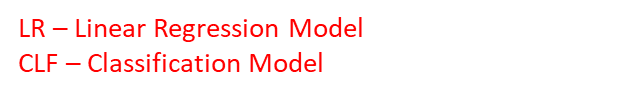 LR – Linear Regression Model
CLF – Classification Model